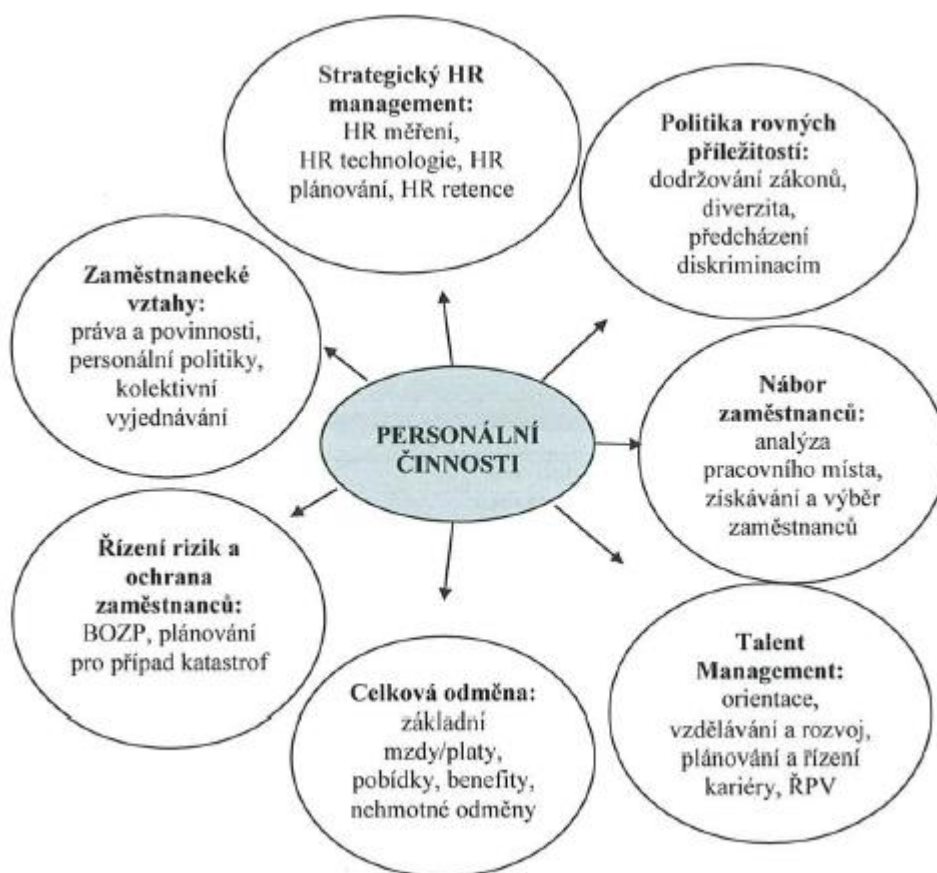 Strategický HR
management:
HR měření,
HR technologie, HR
plánování, HR retence
Politika rovných
příležitostí:
dodržování zákonů,
diverzita,
předcházení
diskriminacím
Zaměstnanecké
vztahy:
práva a povinnosti,
personální politiky,
kolektivní
vyjednávání
PERSONÁLNÍ
ČINNOSTI
Nábor
zaměstnanců:
analýza
pracovního místa,
získávání a výběr
zaměstnanců
Řízení rizik a
ochrana
zaměstnanců:
BOZP, plánování
pro případ katastrof
Celková odměna:
základní
mzdy/platy,
pobídky, benefity,
nehmotné odměny
Talent
Management:
orientace,
vzdělávání a rozvoj,
plánování a řízení
kariéry, ŘPV